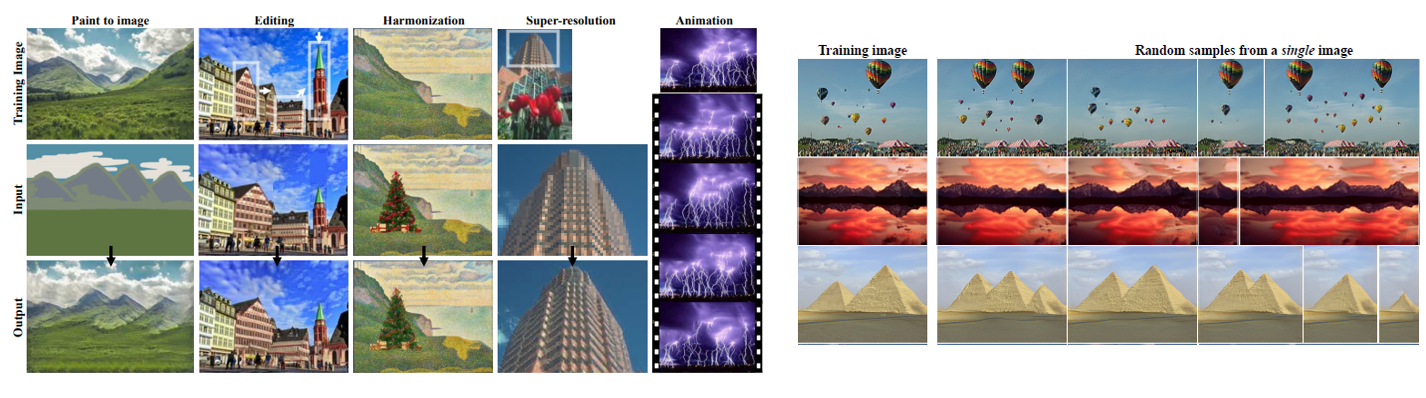 Paint to image
Editing
Harmonization
Super-resolution
Animation
Training Image
Input
Output
Training image
Random samples from a single image